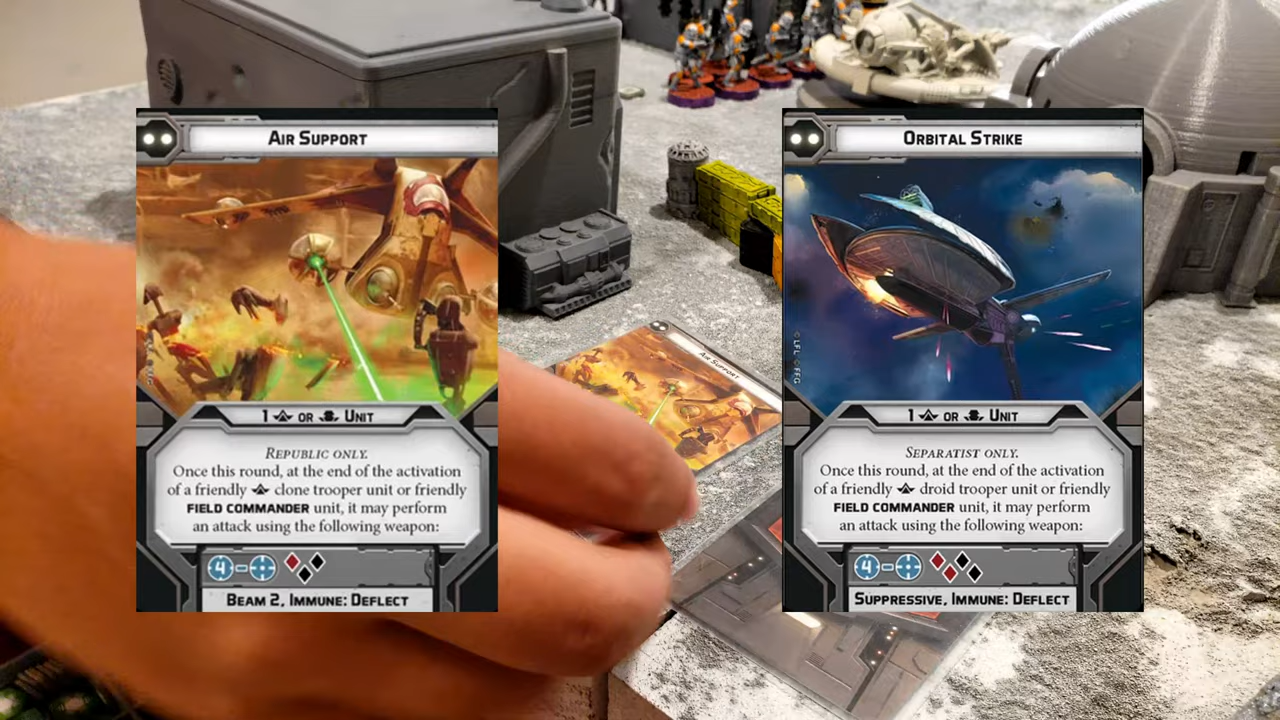 AIR SUPPORT
1 OR UNIT
REPUBLIC ONLY.
Once this round, at the end of the activation
of a friendly clone trooper unit or friendly
FIELD COMMANDER unit, it may perform
an attack using the following weapon:
4 -
BEAM 2, IMMUNE: DEFLECT
AIR SUPPORT
ORBITAL STRIKE
© LFL © FFG
1 OR UNIT
SEPARATIST ONLY.
Once this round, at the end of the activation
of a friendly droid trooper unit or friendly
FIELD COMMANDER unit, it may perform
an attack using the following weapon:
4 -
SUPPRESSIVE, IMMUNE: DEFLECT